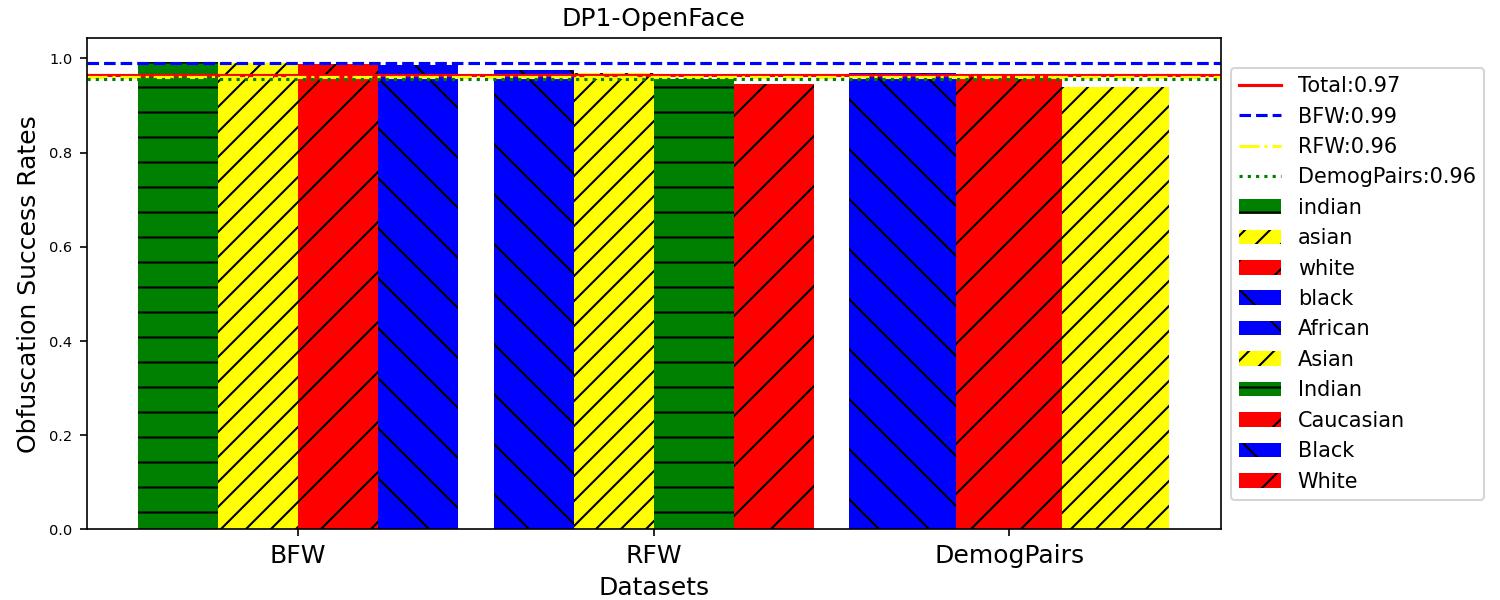 DP1-OpenFace
Obfuscation Success Rates
1.0
0.8
0.6
0.4
0.2
0.0
BFW
RFW
DemogPairs
Datasets
Total:0.97
BFW:0.99
RFW:0.96
DemogPairs:0.96
indian
asian
white
black
African
Asian
Indian
Caucasian
Black
White